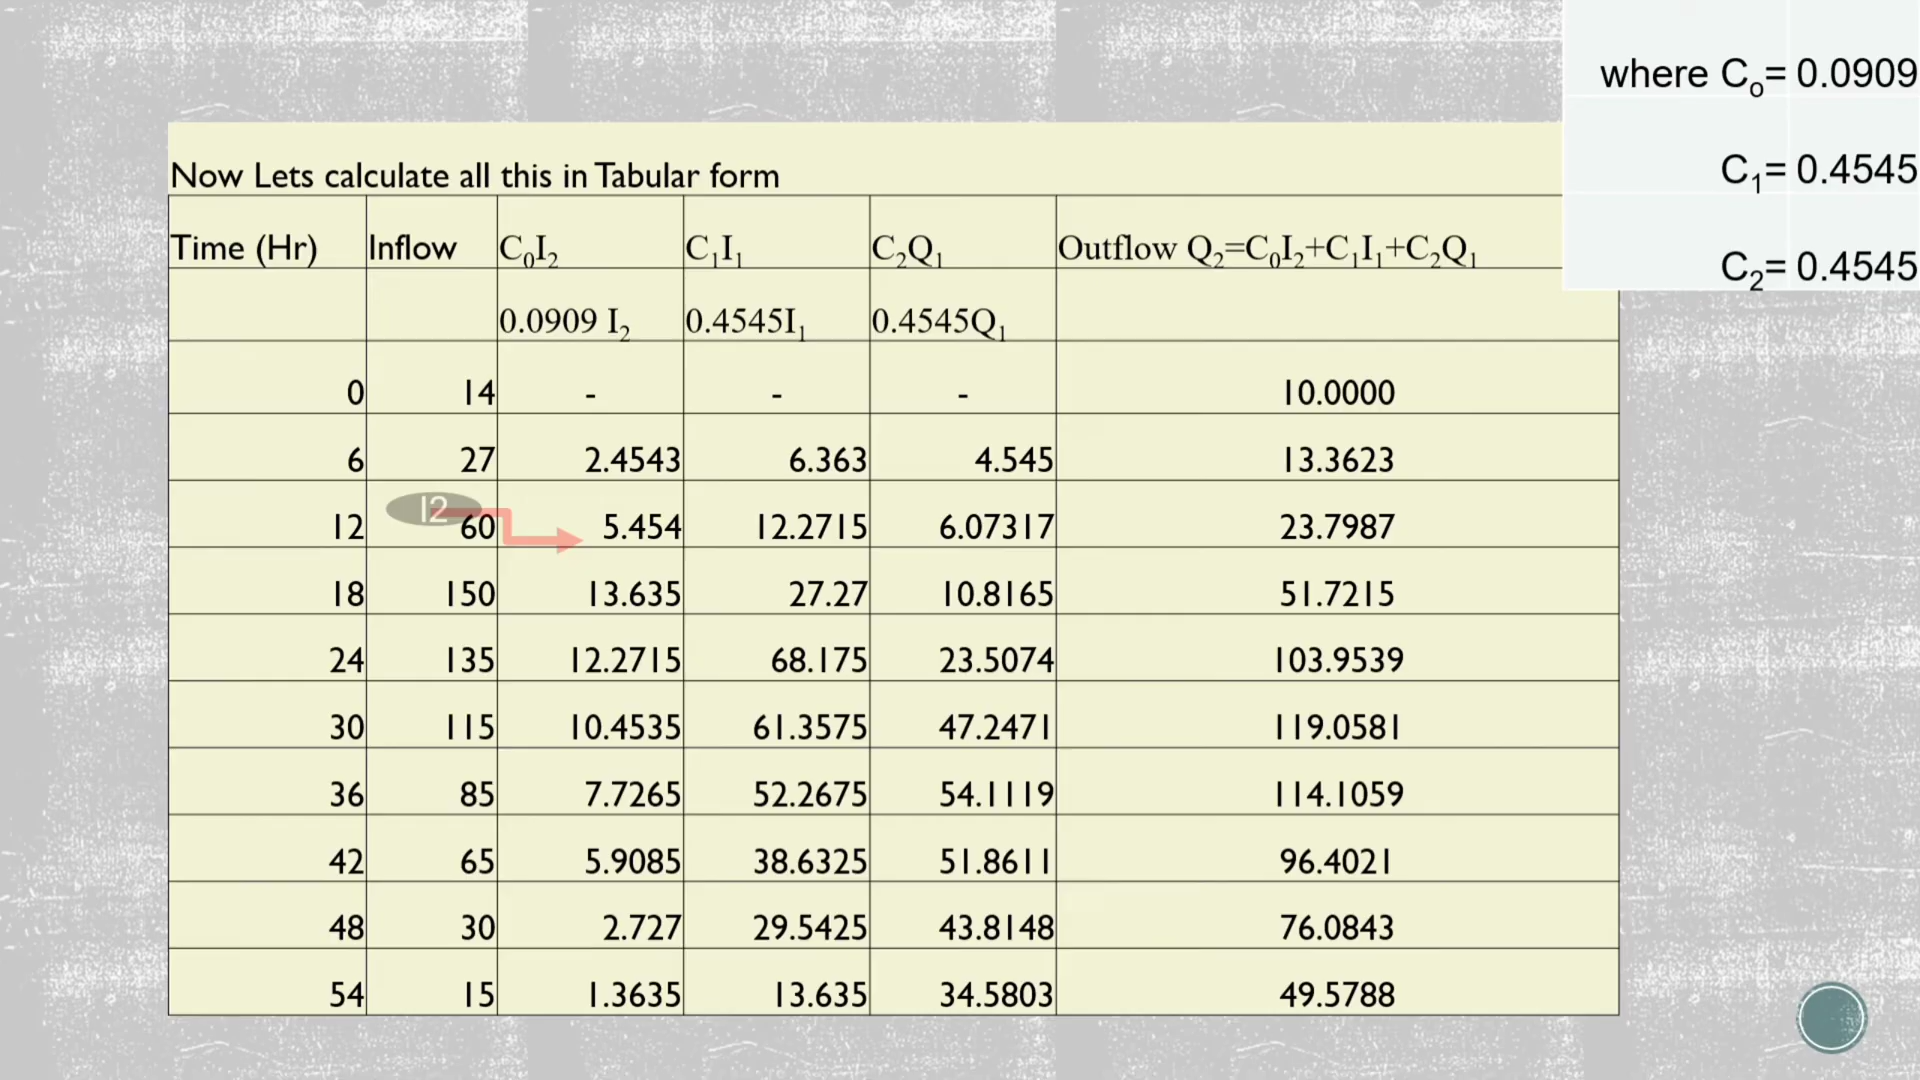 where Co= 0.0909
C1= 0.4545
C2= 0.4545
Now Lets calculate all this in Tabular form
Time (Hr) Inflow C0I2 C1I1 C2Q1 Outflow Q2=C0I2+C1I1+C2Q1
0.0909 I2 0.4545I1 0.4545Q1
0 14 - - - 10.0000
6 27 2.4543 6.363 4.545 13.3623
I2
12 60 5.454 12.2715 6.07317 23.7987
18 150 13.635 27.27 10.8165 51.7215
24 135 12.2715 68.175 23.5074 103.9539
30 115 10.4535 61.3575 47.2471 119.0581
36 85 7.7265 52.2675 54.1119 114.1059
42 65 5.9085 38.6325 51.8611 96.4021
48 30 2.727 29.5425 43.8148 76.0843
54 15 1.3635 13.635 34.5803 49.5788